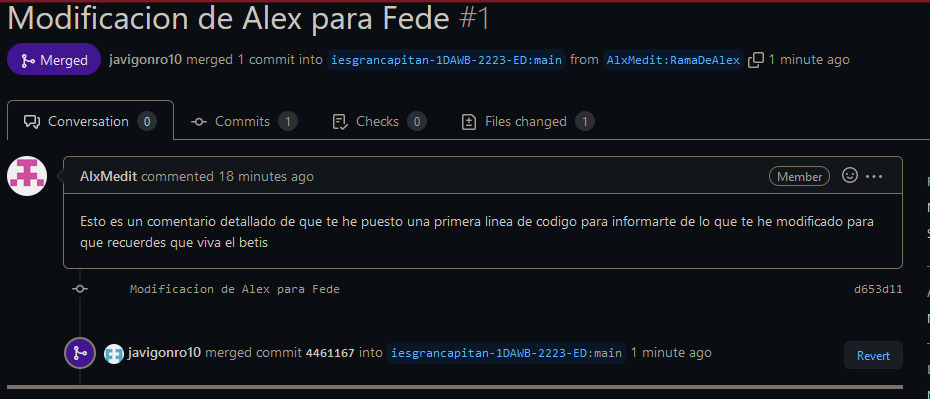 Modificacion de Alex para Fede #1
Merged javigonro10 merged 1 commit into iesgrancapitan-1DAWB-2223-ED:main from AlxMedit:RamaDeAlex 1 minute ago
Conversation 0 Commits 1 Checks 0 Files changed 1
AlxMedit commented 18 minutes ago Member
Esto es un comentario detallado de que te he puesto una primera linea de codigo para informarte de lo que te he modificado para
que recuerdes que viva el betis
Modificacion de Alex para Fede d653d11
javigonro10 merged commit 4461167 into iesgrancapitan-1DAWB-2223-ED:main 1 minute ago Revert